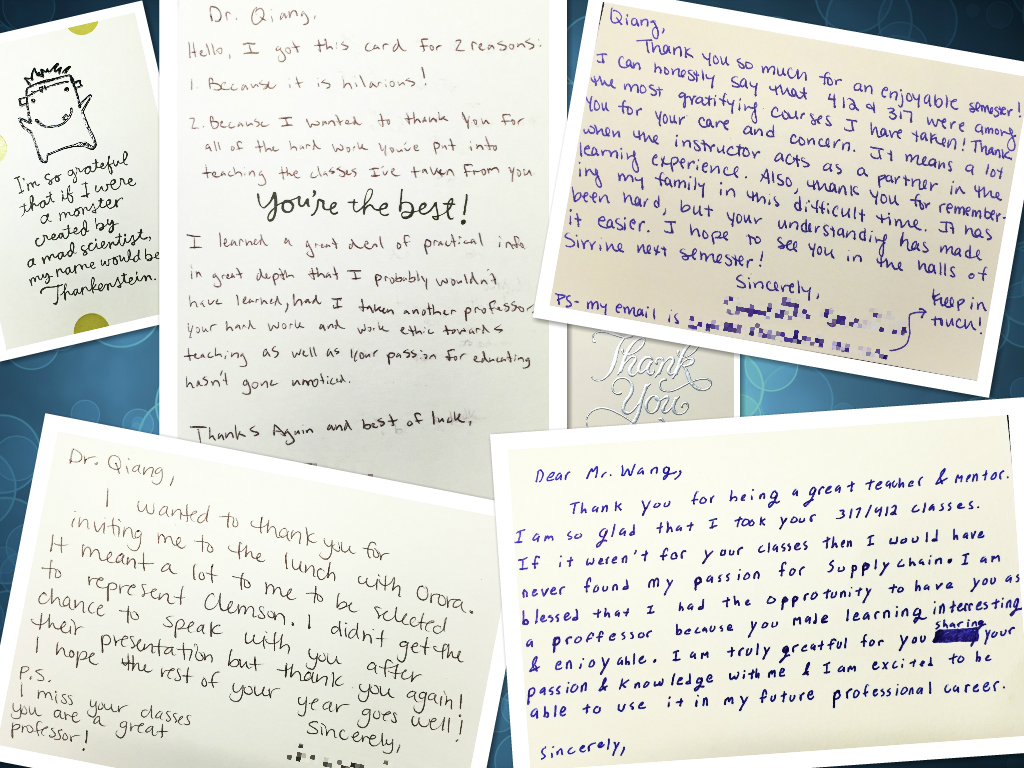 I'm so grateful
that if I were
a monster
created by
a mad scientist,
my name would be
Thankenstein.
Dr. Qiang,
Hello, I got this card for 2 reasons:
1. Because it is hilarious!
2. Because I wanted to thank you for
all of the hard work you've put into
teaching the classes I've taken from you
You're the best!
I learned a great deal of practical info
in great depth that I probably wouldn't
have learned, had I taken another professor,
your hard work and work ethic towards
teaching as well as your passion for educating
hasn't gone unnoticed.
Thanks Again and best of luck,
Qiang,
Thank you so much for an enjoyable semester!
I can honestly say that 412 & 317 were among
the most gratifying courses I have taken! Thank
you for your care and concern. It means a lot
when the instructor acts as a partner in the
learning experience. Also, thank you for remember-
ing my family in this difficult time. It has
been hard, but your understanding has made
it easier. I hope to see you in the halls of
Sirrine next semester!
Sincerely,
PS- my email is
Keep in
touch!
Thank
You
Dr. Qiang,
I wanted to thank you for
inviting me to the lunch with Orora.
It meant a lot to me to be selected
to represent Clemson. I didn't get the
chance to speak with you after
their presentation but thank you again!
I hope the rest of your year goes well!
Sincerely,
P.S.
I miss your classes
you are a great
professor!
Dear Mr. Wang,
Thank you for being a great teacher & mentor.
I am so glad that I took your 317/412 classes.
If it weren't for your classes then I would have
never found my passion for supply chain. I am
blessed that I had the opprotunity to have you as
a proffessor because you made learning interesting
& enjoyable. I am truly greatful for you sharing your
passion & knowledge with me & I am excited to be
able to use it in my future professional career.
Sincerely,